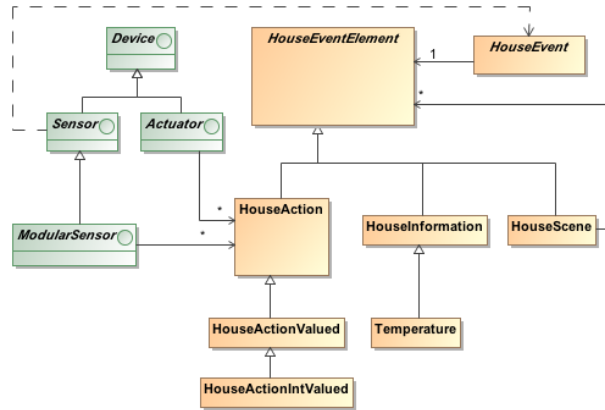 Device
HouseEventElement
HouseEvent
1
*
Sensor
Actuator
*
HouseAction
ModularSensor
*
HouseInformation
HouseScene
HouseActionValued
Temperature
HouseActionIntValued